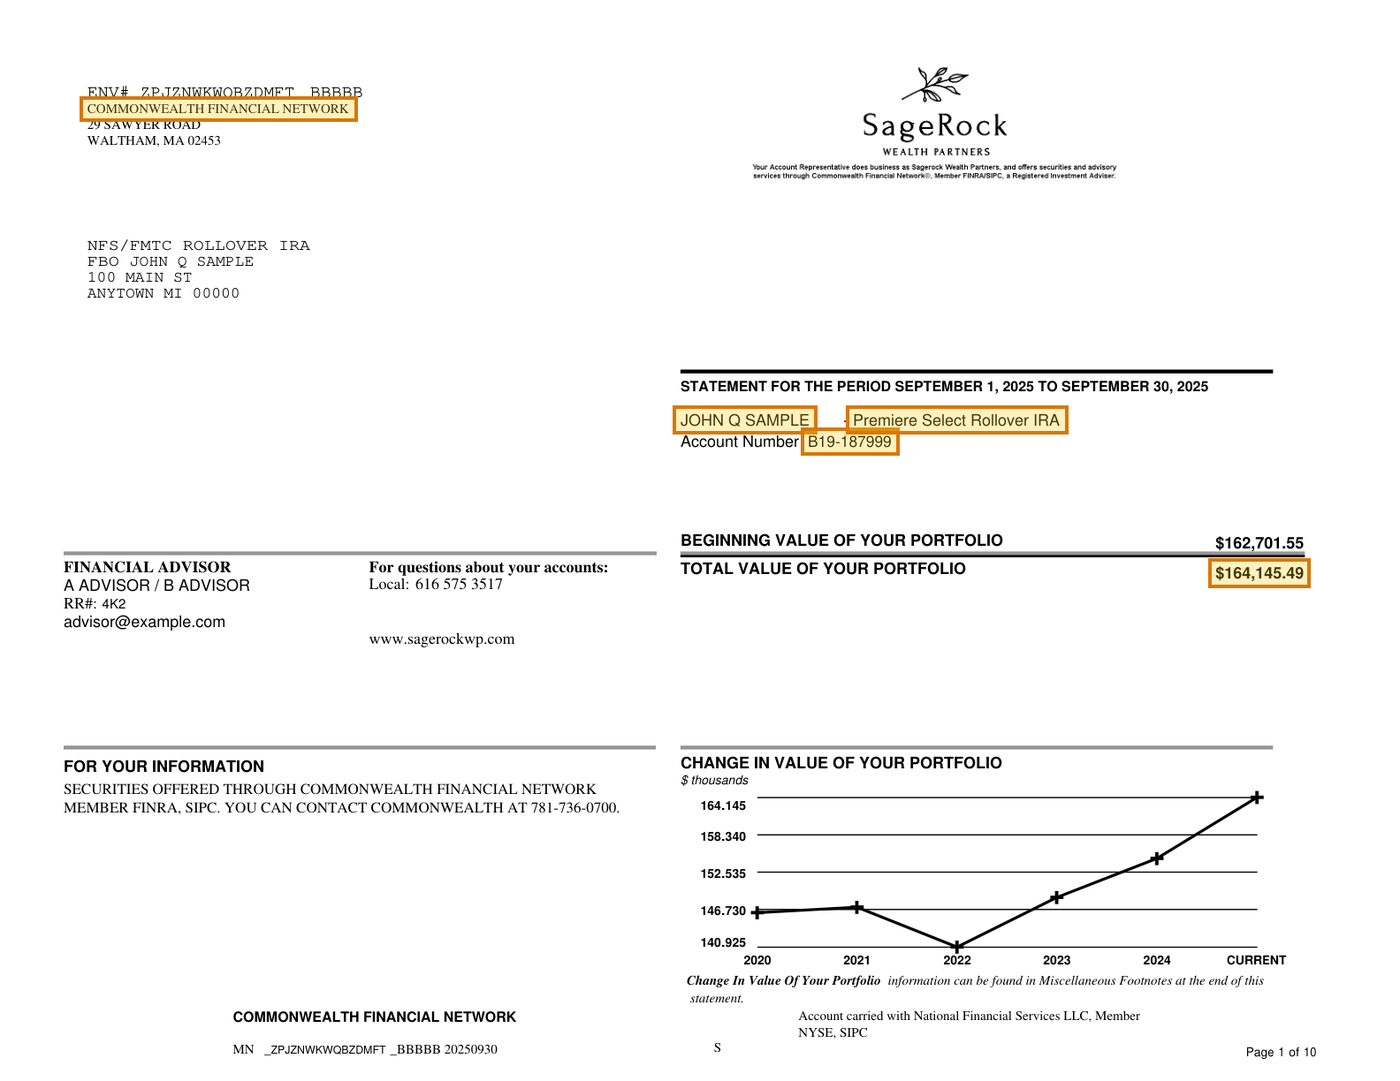 ENV# ZPJZNWKWQBZDMFT BBBBB
COMMONWEALTH FINANCIAL NETWORK
29 SAWYER ROAD
WALTHAM, MA 02453
SageRock
WEALTH PARTNERS
Your Account Representative does business as Sagerock Wealth Partners, and offers securities and advisory
services through Commonwealth Financial Network®, Member FINRA/SIPC, a Registered Investment Adviser.
NFS/FMTC ROLLOVER IRA
FBO JOHN Q SAMPLE
100 MAIN ST
ANYTOWN MI 00000
STATEMENT FOR THE PERIOD SEPTEMBER 1, 2025 TO SEPTEMBER 30, 2025
JOHN Q SAMPLE - Premiere Select Rollover IRA
Account Number B19-187999
BEGINNING VALUE OF YOUR PORTFOLIO $162,701.55
TOTAL VALUE OF YOUR PORTFOLIO $164,145.49
FINANCIAL ADVISOR
A ADVISOR / B ADVISOR
RR#: 4K2
advisor@example.com
For questions about your accounts:
Local: 616 575 3517
www.sagerockwp.com
FOR YOUR INFORMATION
SECURITIES OFFERED THROUGH COMMONWEALTH FINANCIAL NETWORK
MEMBER FINRA, SIPC. YOU CAN CONTACT COMMONWEALTH AT 781-736-0700.
CHANGE IN VALUE OF YOUR PORTFOLIO
$ thousands
164.145
158.340
152.535
146.730
140.925
2020 2021 2022 2023 2024 CURRENT
Change In Value Of Your Portfolio information can be found in Miscellaneous Footnotes at the end of this
statement.
COMMONWEALTH FINANCIAL NETWORK
Account carried with National Financial Services LLC, Member
NYSE, SIPC
MN _ZPJZNWKWQBZDMFT _BBBBB 20250930
S
Page 1 of 10